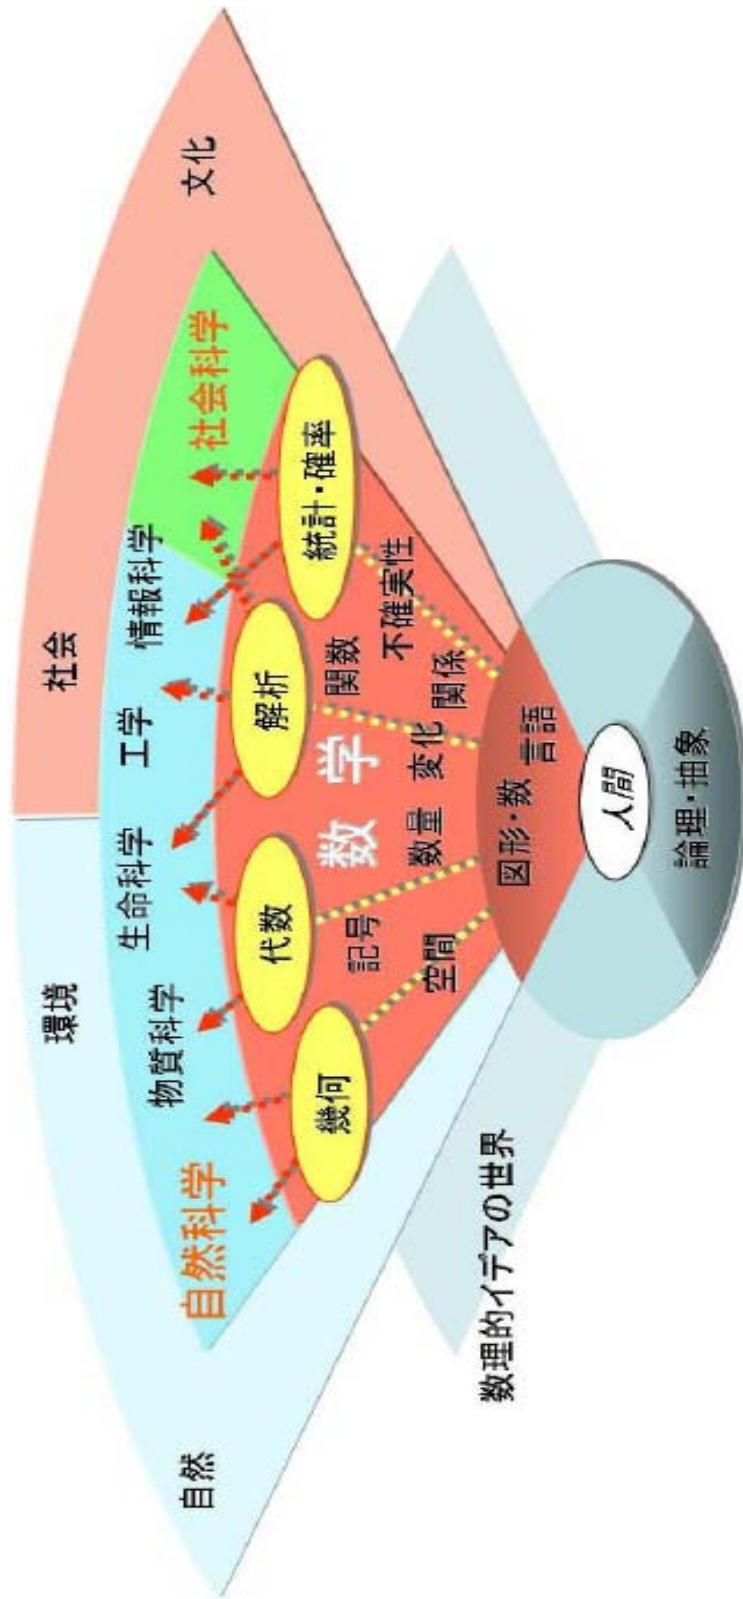 環境
社会
自然
文化
生命科学
工学
物質科学
情報科学
自然科学
社会科学
代数
解析
幾何
統計・確率
数学
記号
関数
空間
数量
変化
関係
不確実性
図形・数
言語
数理的イデアの世界
人間
論理・抽象